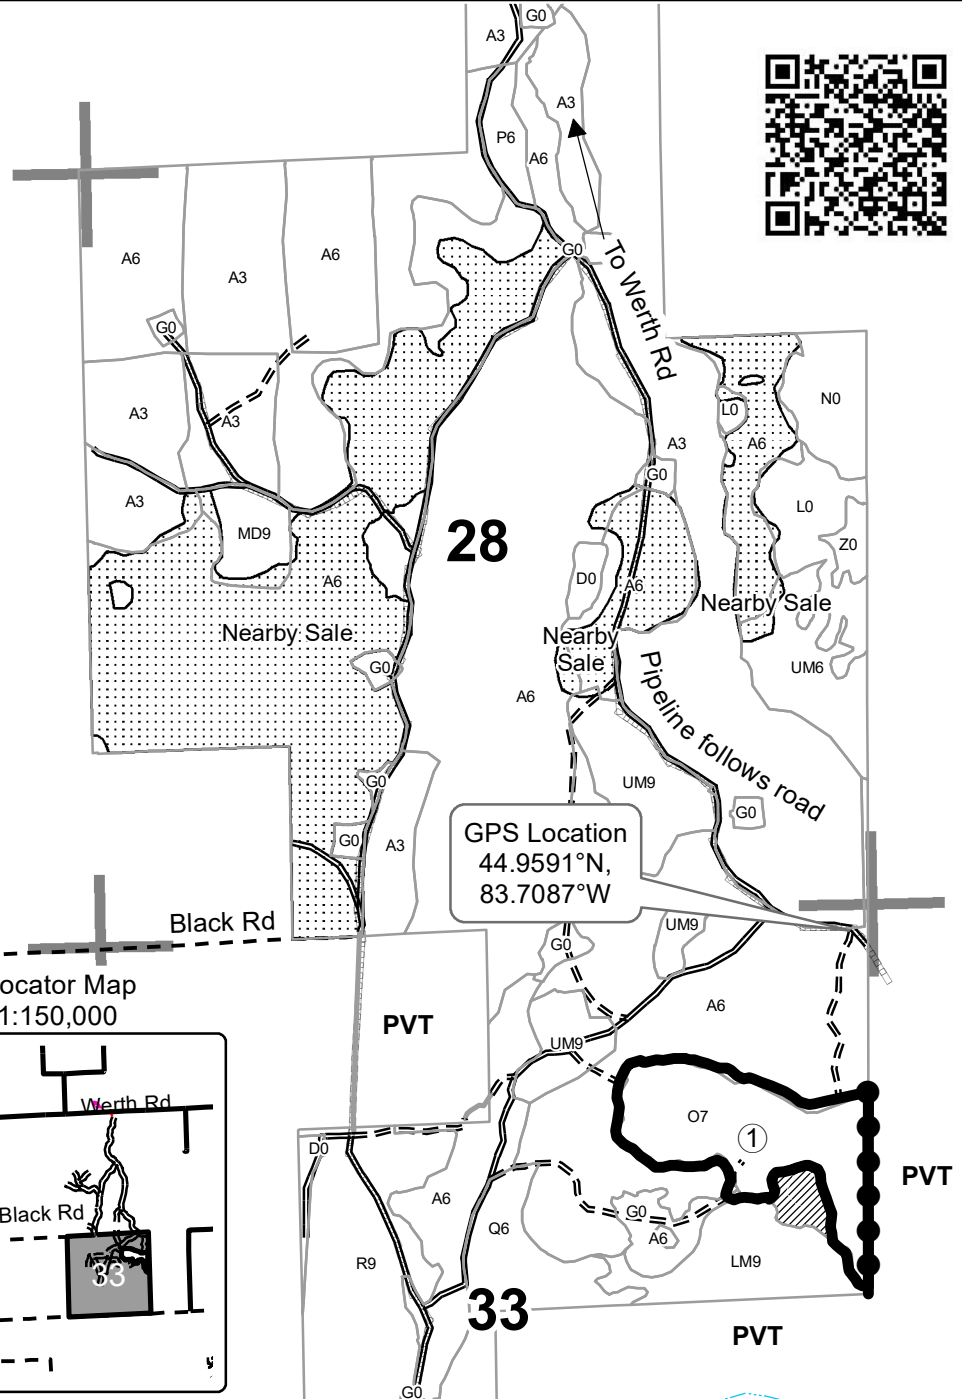 G0
A3
A3
P6
A6
G0
A6
A3
A6
To Werth Rd
G0
N0
L0
A3
A3
A3
A6
G0
A3
L0
MD9
28
Z0
A6
D0
A6
Nearby Sale
Nearby Sale
Nearby
Sale
G0
UM6
A6
Pipeline follows road
G0
UM9
G0
G0
A3
GPS Location
44.9591°N,
83.7087°W
Black Rd
UM9
G0
ocator Map
1:150,000
A6
PVT
UM9
Werth Rd
O7
1
D0
PVT
A6
Black Rd
G0
Q6
A6
R9
LM9
33
33
PVT
G0